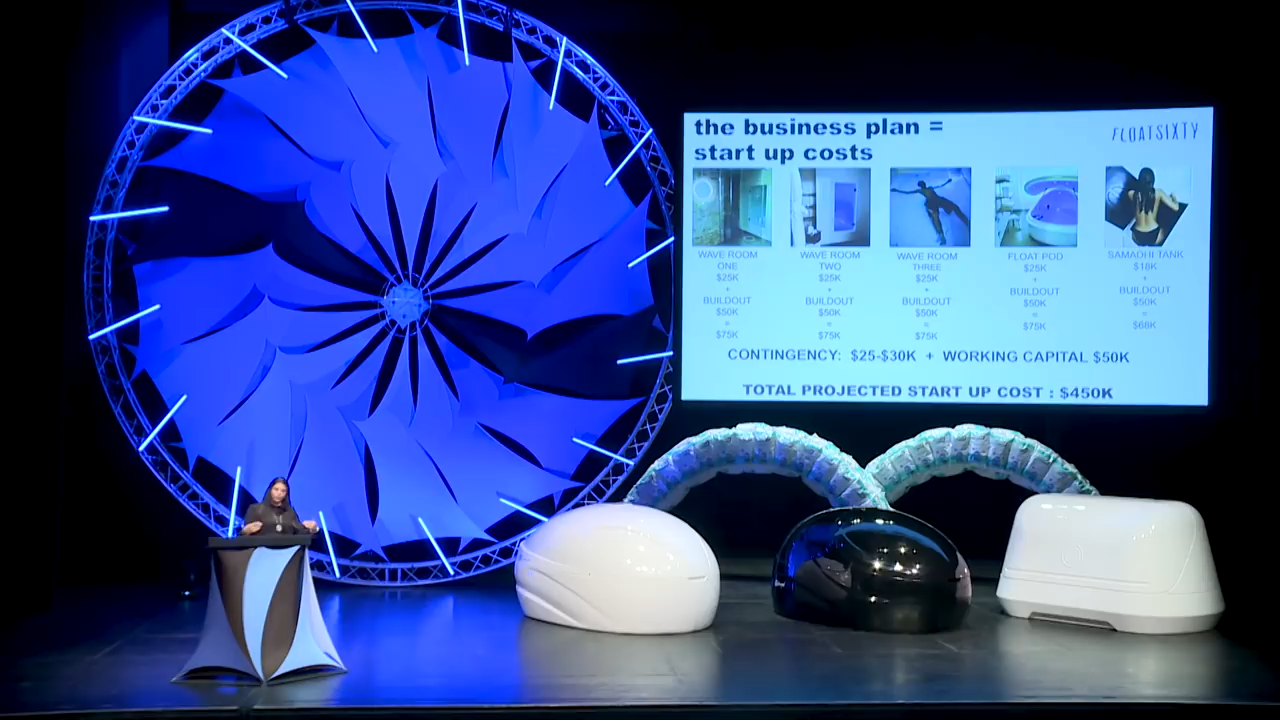 the business plan =
start up costs
FLOATSIXTY
WAVE ROOM
ONE
$25K
+
BUILDOUT
$50K
=
$75K
WAVE ROOM
TWO
$25K
+
BUILDOUT
$50K
=
$75K
WAVE ROOM
THREE
$25K
+
BUILDOUT
$50K
=
$75K
FLOAT POD
$25K
+
BUILDOUT
$50K
=
$75K
SAMADHI TANK
$18K
+
BUILDOUT
$50K
=
$68K
CONTINGENCY: $25-$30K + WORKING CAPITAL $50K
TOTAL PROJECTED START UP COST : $450K